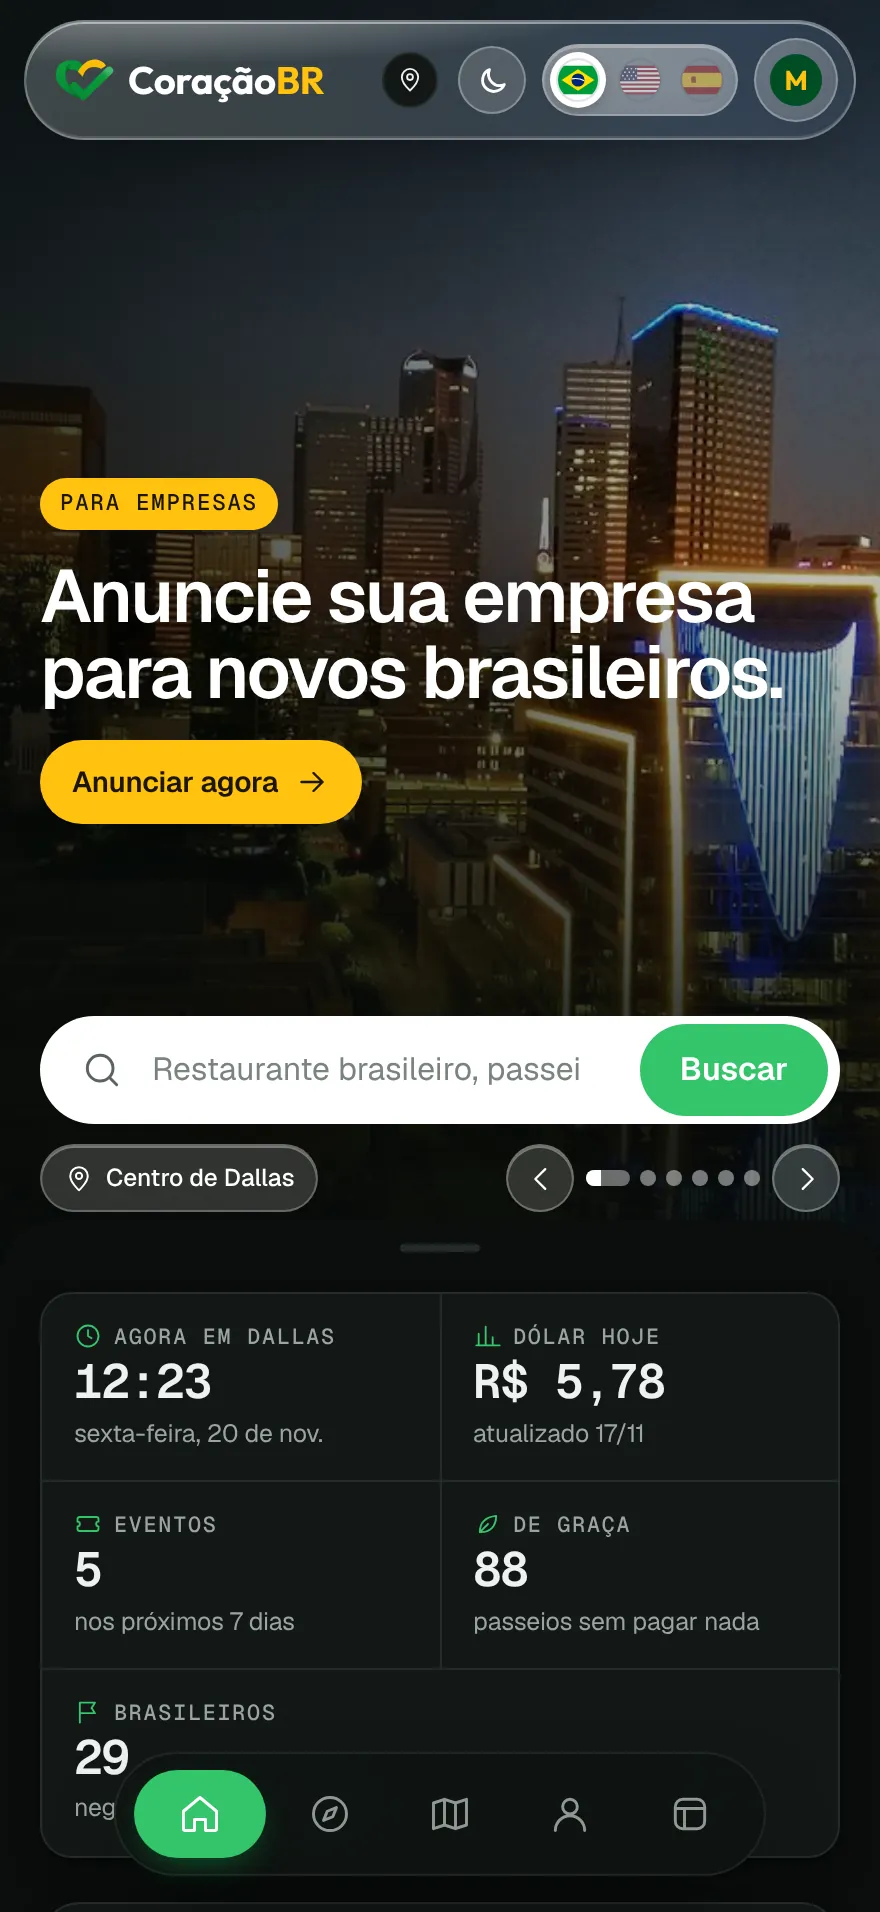 CoraçãoBR
M
PARA EMPRESAS
Anuncie sua empresa
para novos brasileiros.
Anunciar agora →
Restaurante brasileiro, passei
Buscar
Centro de Dallas
AGORA EM DALLAS
12:23
sexta-feira, 20 de nov.
DÓLAR HOJE
R$ 5,78
atualizado 17/11
EVENTOS
5
nos próximos 7 dias
DE GRAÇA
88
passeios sem pagar nada
BRASILEIROS
29
neg